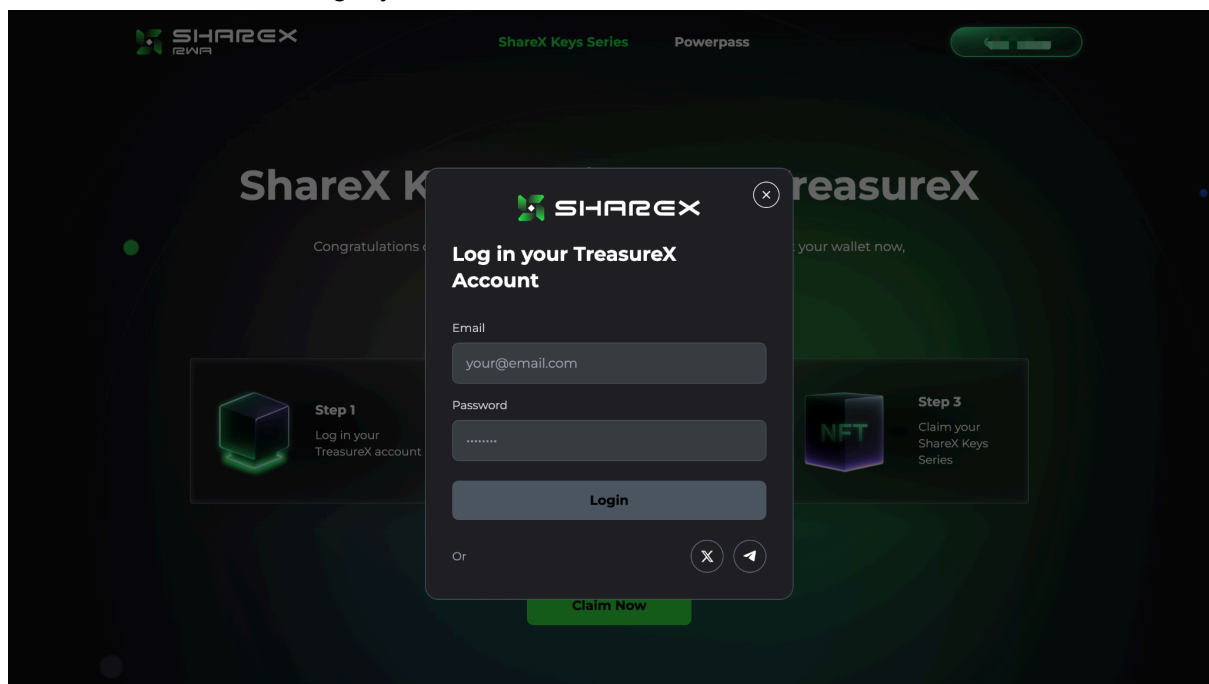 SHAREX
RWA
ShareX Keys Series
Powerpass
ShareX K
reasureX
Congratulations
your wallet now,
SHAREX
Log in your TreasureX
Account
Email
your@email.com
Password
Login
Or
Step 1
Log in your
TreasureX account
NFT
Step 3
Claim your
ShareX Keys
Series
Claim Now